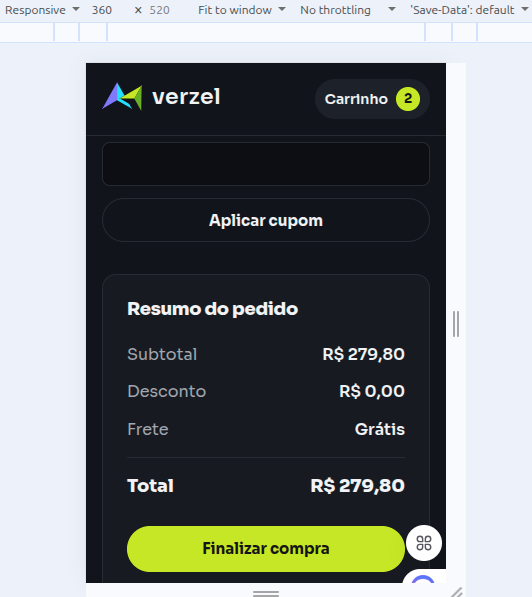 Responsive 360 × 520 Fit to window No throttling 'Save-Data': default
verzel Carrinho 2
Aplicar cupom
Resumo do pedido
Subtotal R$ 279,80
Desconto R$ 0,00
Frete Grátis
Total R$ 279,80
Finalizar compra